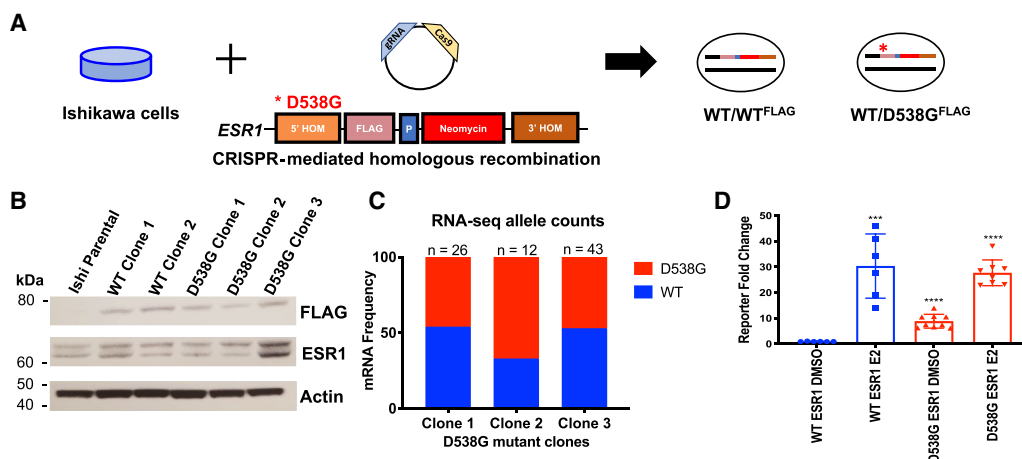 A
gRNA
Cas9
Ishikawa cells
* D538G
ESR1
5' HOM
FLAG
P
Neomycin
3' HOM
CRISPR-mediated homologous recombination
*
WT/WTFLAG
WT/D538GFLAG
B
Ishi Parental
WT Clone 1
WT Clone 2
D538G Clone 1
D538G Clone 2
D538G Clone 3
kDa
80
FLAG
60
ESR1
50
40
Actin
C
RNA-seq allele counts
n = 26
n = 12
n = 43
100
50
0
mRNA Frequency
D538G
WT
Clone 1
Clone 2
Clone 3
D538G mutant clones
D
Reporter Fold Change
50
40
30
20
10
0
***
****
****
WT ESR1 DMSO
WT ESR1 E2
D538G ESR1 DMSO
D538G ESR1 E2